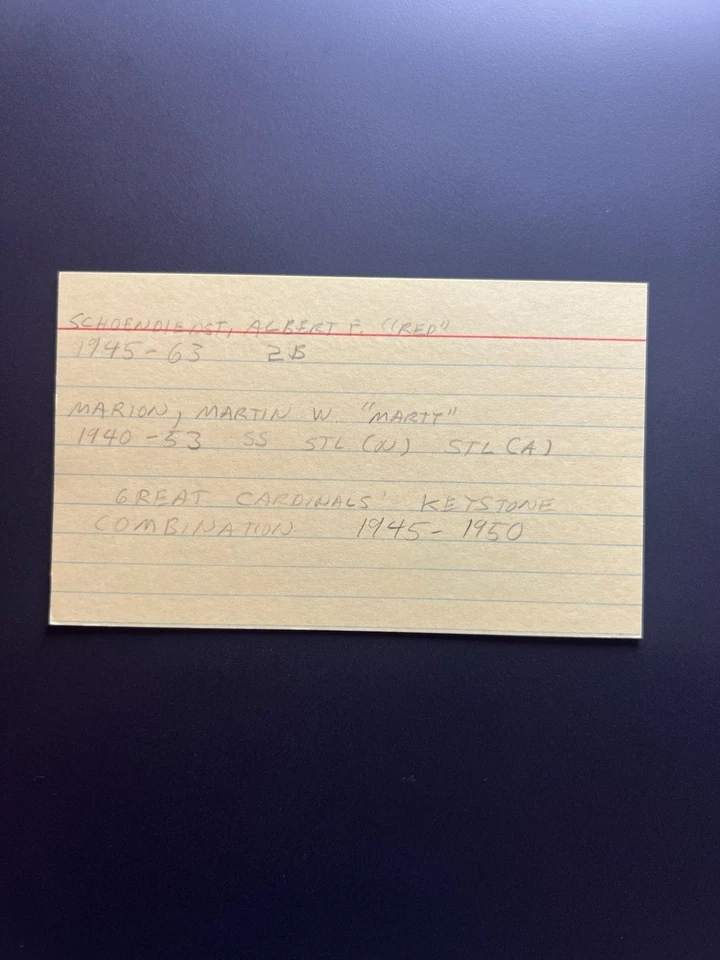 SCHOENDIENST, ALBERT F. "RED"
1945-63 2B
MARION, MARTIN W. "MARTY"
1940-53 SS STL (N) STL (A)
GREAT CARDINALS' KEYSTONE
COMBINATION 1945-1950